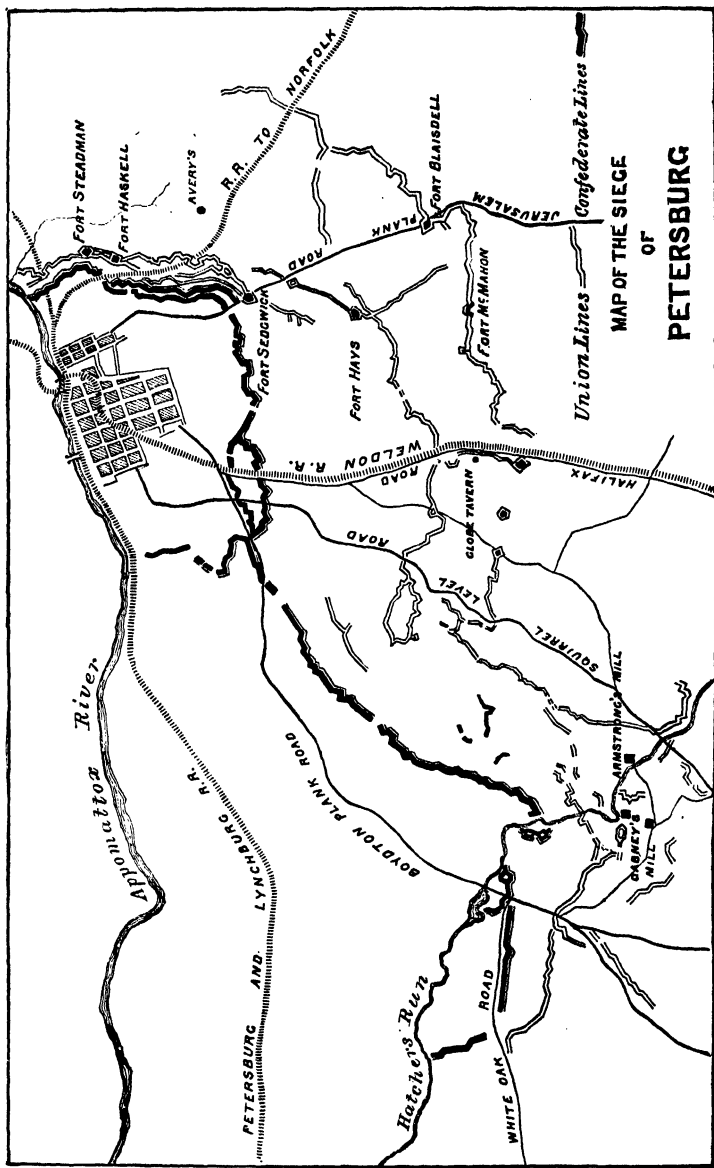 Appomattox River
PETERSBURG AND LYNCHBURG R.R.
BOYDTON PLANK ROAD
Hatchers Run
WHITE OAK ROAD
FORT STEADMAN
FORT HASKELL
AVERY'S
R.R. TO NORFOLK
FORT SEDGWICK
JERUSALEM PLANK ROAD
FORT BLAISDELL
FORT HAYS
FORT McMAHON
WELDON R.R.
HALIFAX ROAD
GLOBE TAVERN
SQUIRREL LEVEL ROAD
ARMSTRONG'S MILL
DABNEY'S MILL
Union Lines
Confederate Lines
MAP OF THE SIEGE
OF
PETERSBURG